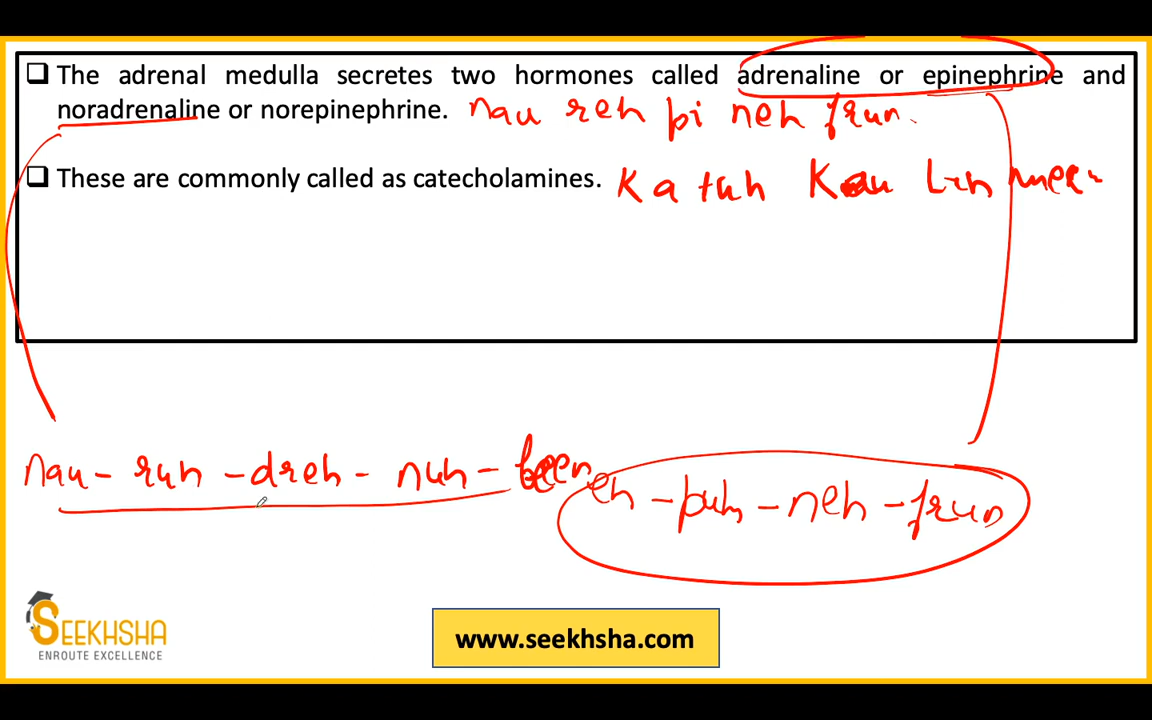 The adrenal medulla secretes two hormones called adrenaline or epinephrine and
noradrenaline or norepinephrine. nau reh pi neh frun.
These are commonly called as catecholamines. Ka tuh Kau luh meen
nau - ruh - dreh - nuh - leen
eh - puh - neh - frun
SEEKHSHA
ENROUTE EXCELLENCE
www.seekhsha.com